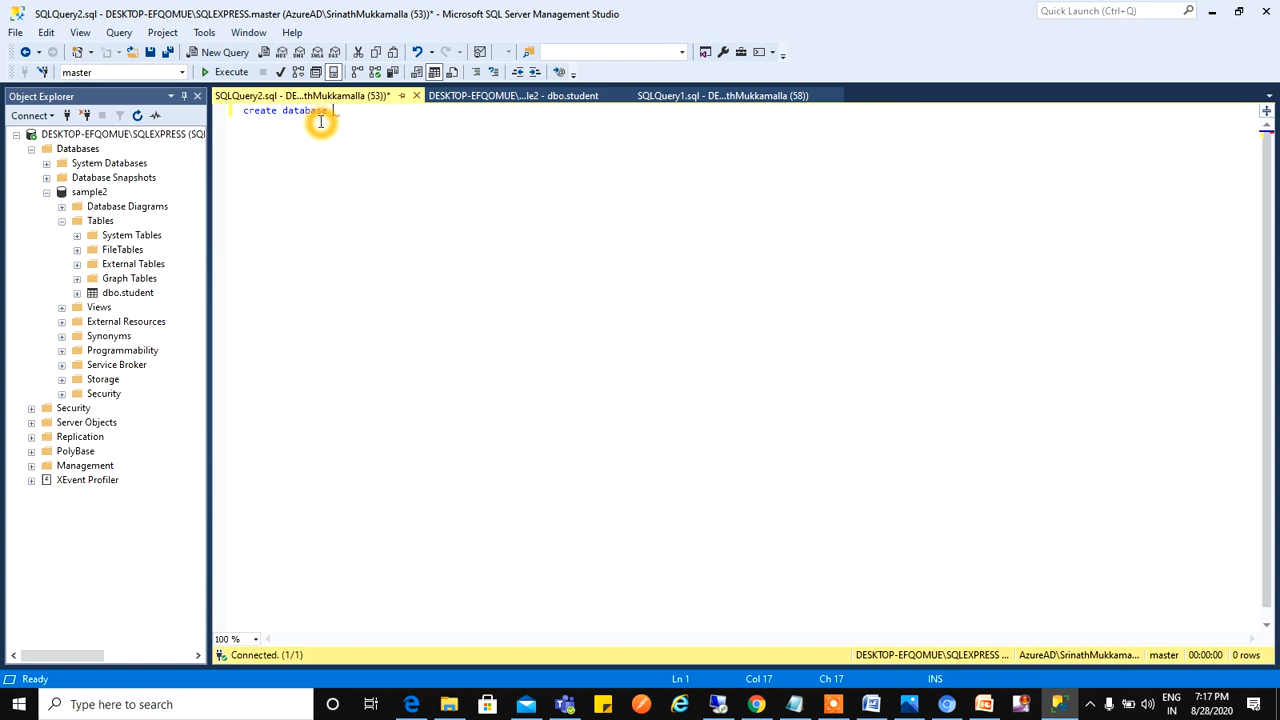 SQLQuery2.sql - DESKTOP-EFQOMUE\SQLEXPRESS.master (AzureAD\SrinathMukkamalla (53))* - Microsoft SQL Server Management Studio
Quick Launch (Ctrl+Q)
File Edit View Query Project Tools Window Help
New Query
MDX DMX XMLA DAX
master
Execute
Object Explorer
SQLQuery2.sql - DE...thMukkamalla (53))*
DESKTOP-EFQOMUE\...le2 - dbo.student
SQLQuery1.sql - DE...thMukkamalla (58))
Connect
create database
DESKTOP-EFQOMUE\SQLEXPRESS (SQ
Databases
System Databases
Database Snapshots
sample2
Database Diagrams
Tables
System Tables
FileTables
External Tables
Graph Tables
dbo.student
Views
External Resources
Synonyms
Programmability
Service Broker
Storage
Security
Security
Server Objects
Replication
PolyBase
Management
XEvent Profiler
100 %
Connected. (1/1)
DESKTOP-EFQOMUE\SQLEXPRESS ...
AzureAD\SrinathMukkama...
master
00:00:00
0 rows
Ready
Ln 1
Col 17
Ch 17
INS
Type here to search
ENG
IN
7:17 PM
8/28/2020